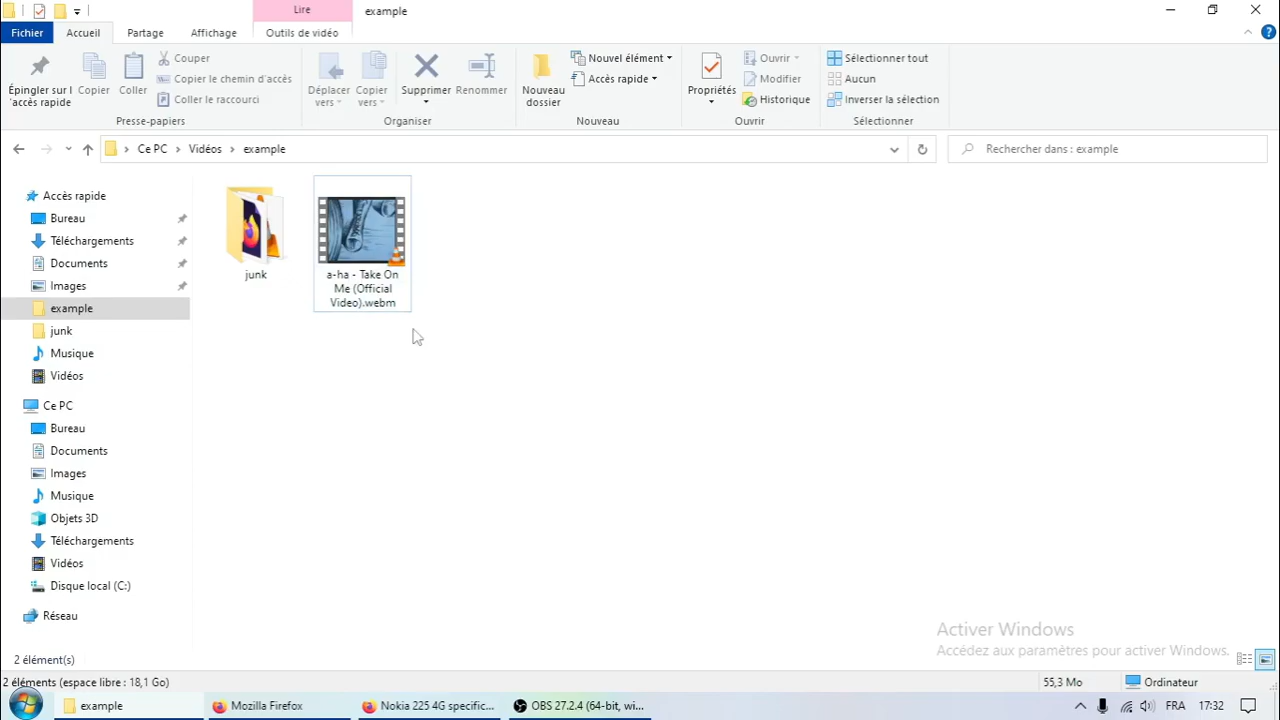 Lire
example
Fichier
Accueil
Partage
Affichage
Outils de vidéo
Épingler sur l
'accès rapide
Copier
Coller
Couper
Copier le chemin d'accès
Coller le raccourci
Presse-papiers
Déplacer
vers
Copier
vers
Supprimer
Renommer
Organiser
Nouveau
dossier
Nouvel élément
Accès rapide
Nouveau
Propriétés
Ouvrir
Modifier
Historique
Ouvrir
Sélectionner tout
Aucun
Inverser la sélection
Sélectionner
Ce PC
Vidéos
example
Rechercher dans : example
Accès rapide
Bureau
Téléchargements
Documents
Images
example
junk
Musique
Vidéos
Ce PC
Bureau
Documents
Images
Musique
Objets 3D
Téléchargements
Vidéos
Disque local (C:)
Réseau
junk
a-ha - Take On
Me (Official
Video).webm
Activer Windows
Accédez aux paramètres pour activer Windows.
2 élément(s)
2 éléments (espace libre : 18,1 Go)
55,3 Mo
Ordinateur
example
Mozilla Firefox
Nokia 225 4G specific...
OBS 27.2.4 (64-bit, wi...
FRA
17:32